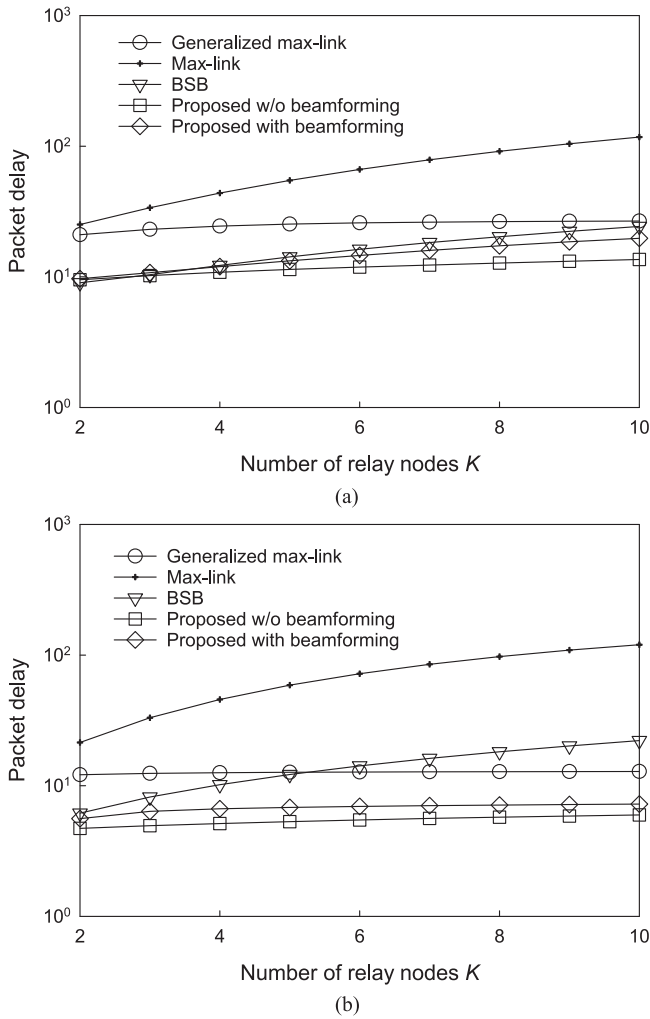 10³
Generalized max-link
Max-link
BSB
Proposed w/o beamforming
Proposed with beamforming
10²
Packet delay
10¹
10⁰
2 4 6 8 10
Number of relay nodes K
(a)
10³
Generalized max-link
Max-link
BSB
Proposed w/o beamforming
Proposed with beamforming
10²
Packet delay
10¹
10⁰
2 4 6 8 10
Number of relay nodes K
(b)